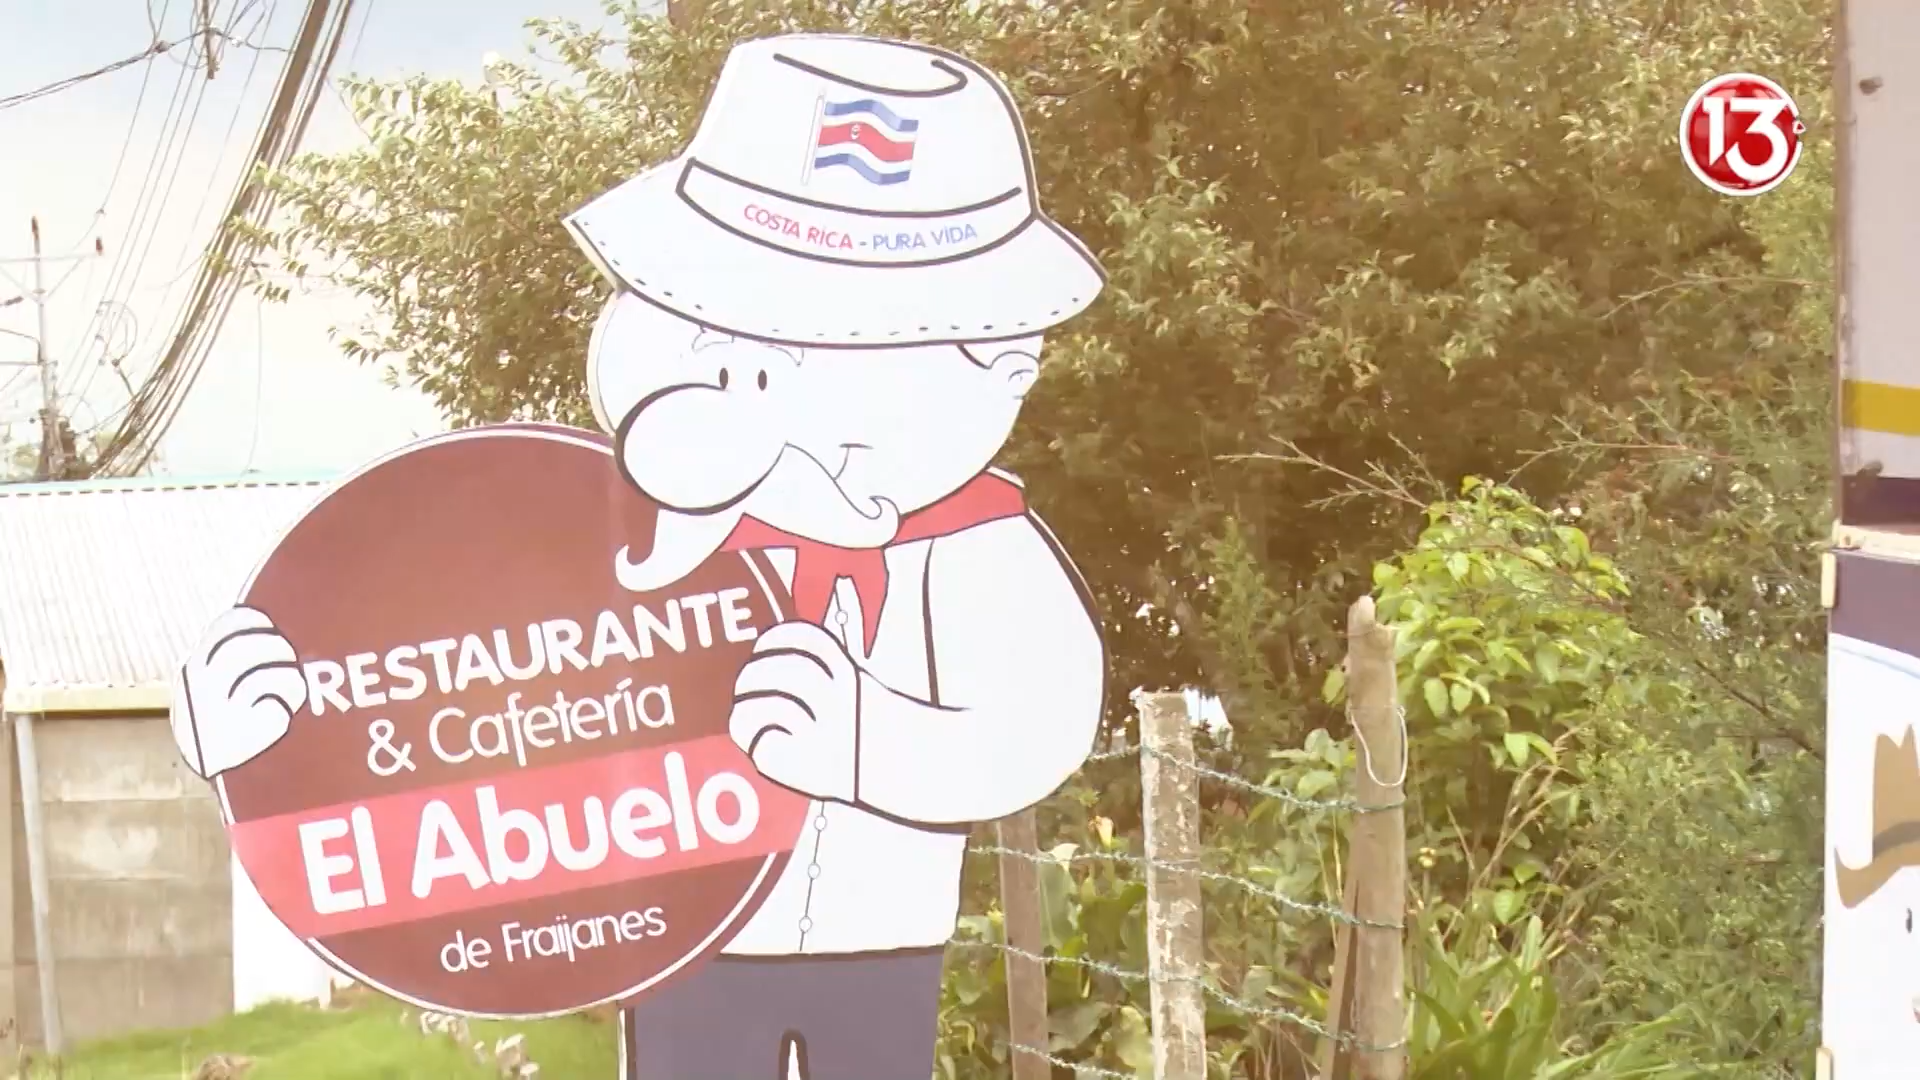 13
COSTA RICA - PURA VIDA
RESTAURANTE
& Cafetería
El Abuelo
de Fraijanes